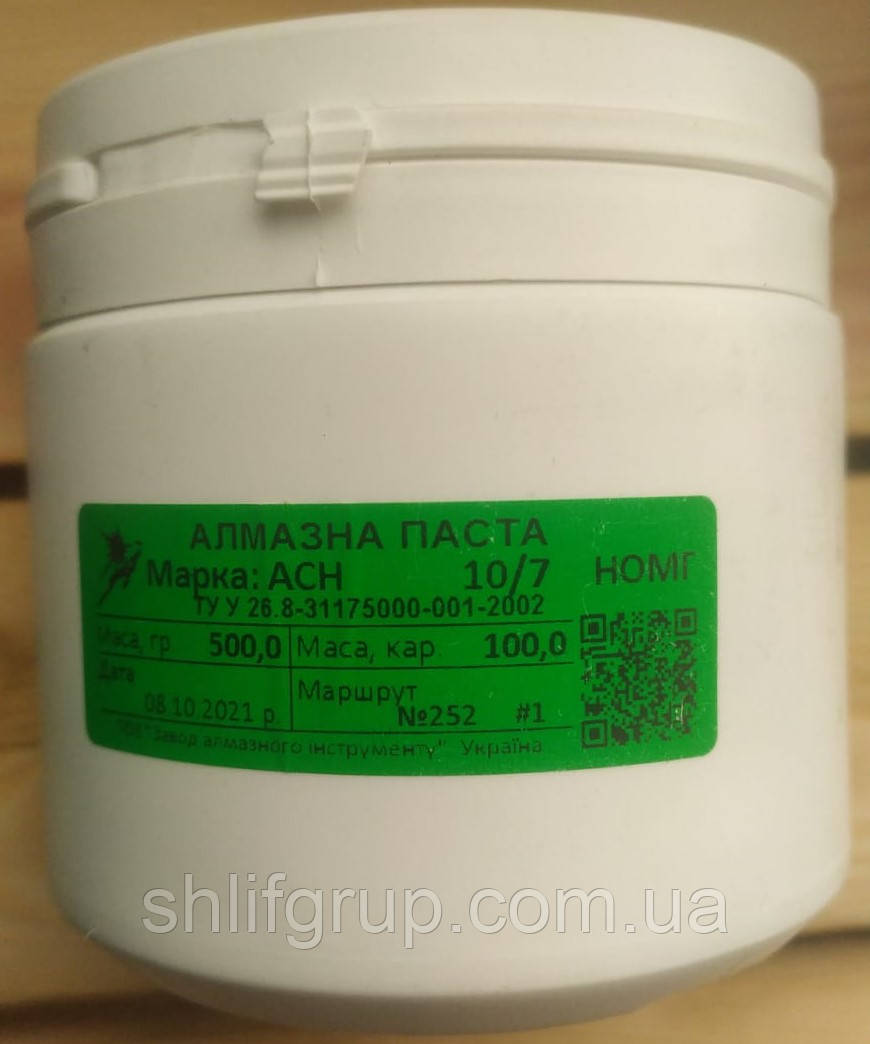 АЛМАЗНА ПАСТА
Марка: АСН 10/7 НОМГ
ТУ У 26.8-31175000-001-2002
Маса, гр 500,0 Маса, кар 100,0
Дата Маршрут
08.10.2021 р. №252 #1
"Завод алмазного інструменту" Україна
shlifgrup.com.ua